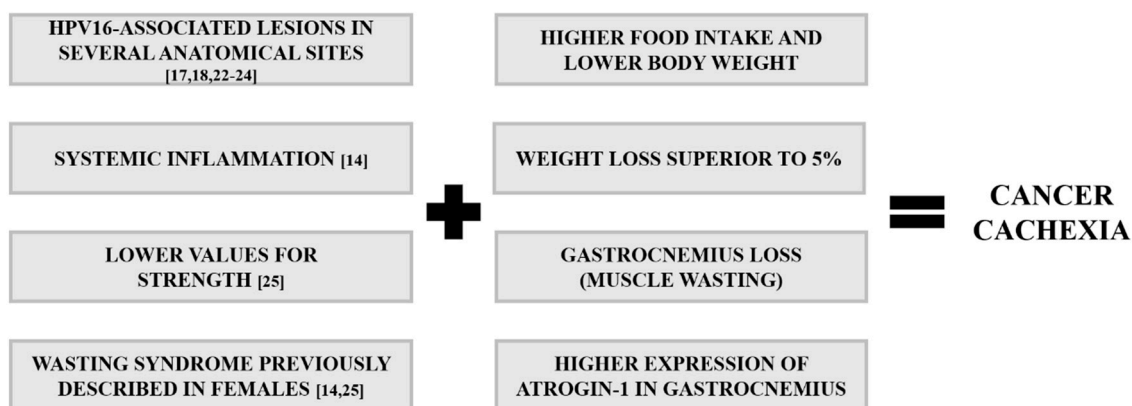 HPV16-ASSOCIATED LESIONS IN
SEVERAL ANATOMICAL SITES
[17,18,22-24]
SYSTEMIC INFLAMMATION [14]
LOWER VALUES FOR
STRENGTH [25]
WASTING SYNDROME PREVIOUSLY
DESCRIBED IN FEMALES [14,25]
+
HIGHER FOOD INTAKE AND
LOWER BODY WEIGHT
WEIGHT LOSS SUPERIOR TO 5%
GASTROCNEMIUS LOSS
(MUSCLE WASTING)
HIGHER EXPRESSION OF
ATROGIN-1 IN GASTROCNEMIUS
=
CANCER
CACHEXIA